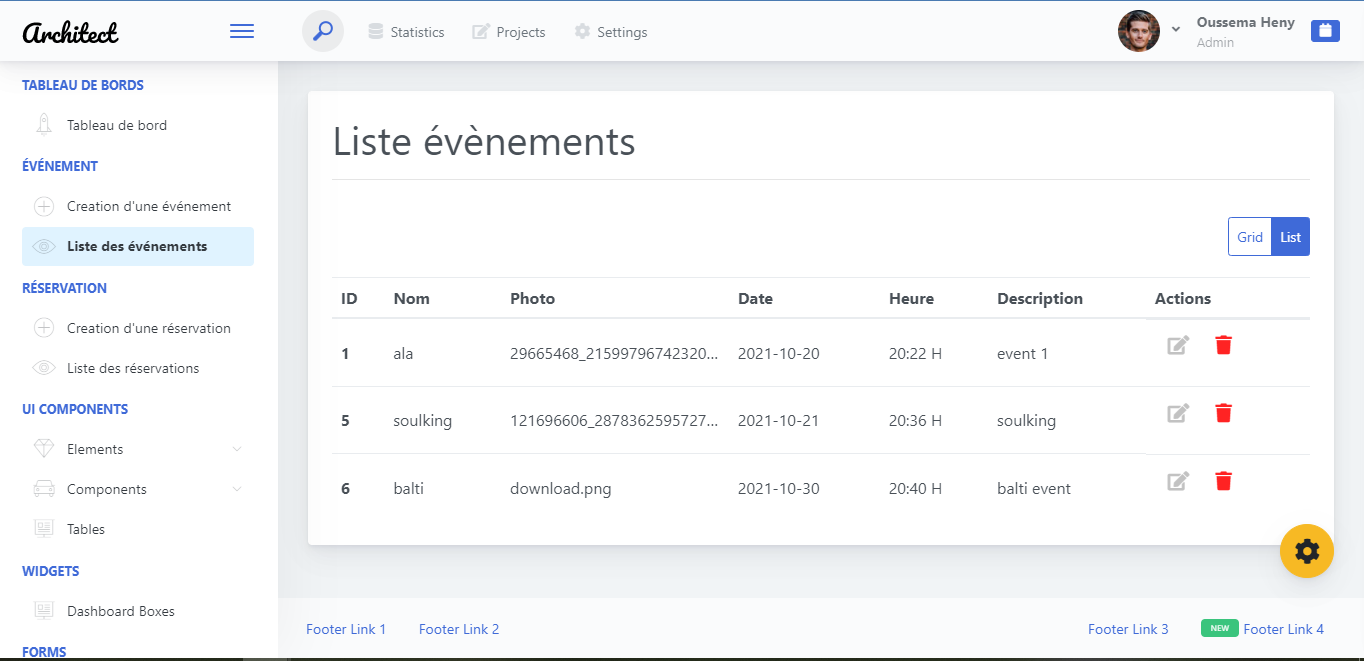 Architect
Statistics
Projects
Settings
Oussema Heny
Admin
TABLEAU DE BORDS
Tableau de bord
ÉVÉNEMENT
Creation d'une événement
Liste des événements
RÉSERVATION
Creation d'une réservation
Liste des réservations
UI COMPONENTS
Elements
Components
Tables
WIDGETS
Dashboard Boxes
FORMS
Liste évènements
Grid List
ID Nom Photo Date Heure Description Actions
1 ala 29665468_21599796742320... 2021-10-20 20:22 H event 1
5 soulking 121696606_2878362595727... 2021-10-21 20:36 H soulking
6 balti download.png 2021-10-30 20:40 H balti event
Footer Link 1
Footer Link 2
Footer Link 3
NEW Footer Link 4